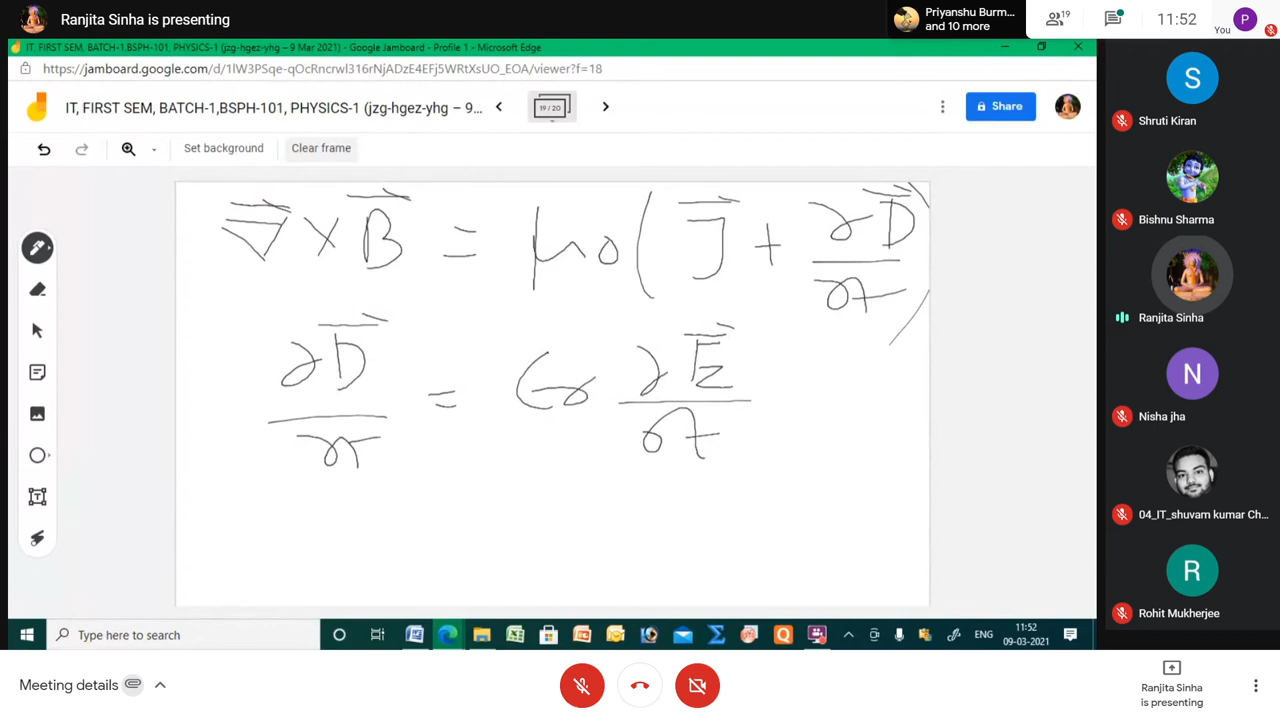 Ranjita Sinha is presenting
Priyanshu Burm...
and 10 more
19
11:52
You
P
IT, FIRST SEM, BATCH-1.BSPH-101, PHYSICS-1 (jzg-hgez-yhg – 9 Mar 2021) - Google Jamboard - Profile 1 - Microsoft Edge
https://jamboard.google.com/d/1lW3PSqe-qOcRncrwl316rNjADzE4EFj5WRtXsUO_EOA/viewer?f=18
IT, FIRST SEM, BATCH-1,BSPH-101, PHYSICS-1 (jzg-hgez-yhg – 9...
19 / 20
Share
Set background
Clear frame
∇⃗ × B⃗ = μ0 (J⃗ + ∂D⃗/∂t)
∂D⃗/∂t = ϵ0 ∂E⃗/∂t
S
Shruti Kiran
Bishnu Sharma
Ranjita Sinha
N
Nisha jha
04_IT_shuvam kumar Ch...
R
Rohit Mukherjee
Type here to search
ENG
11:52
09-03-2021
Meeting details
Ranjita Sinha
is presenting